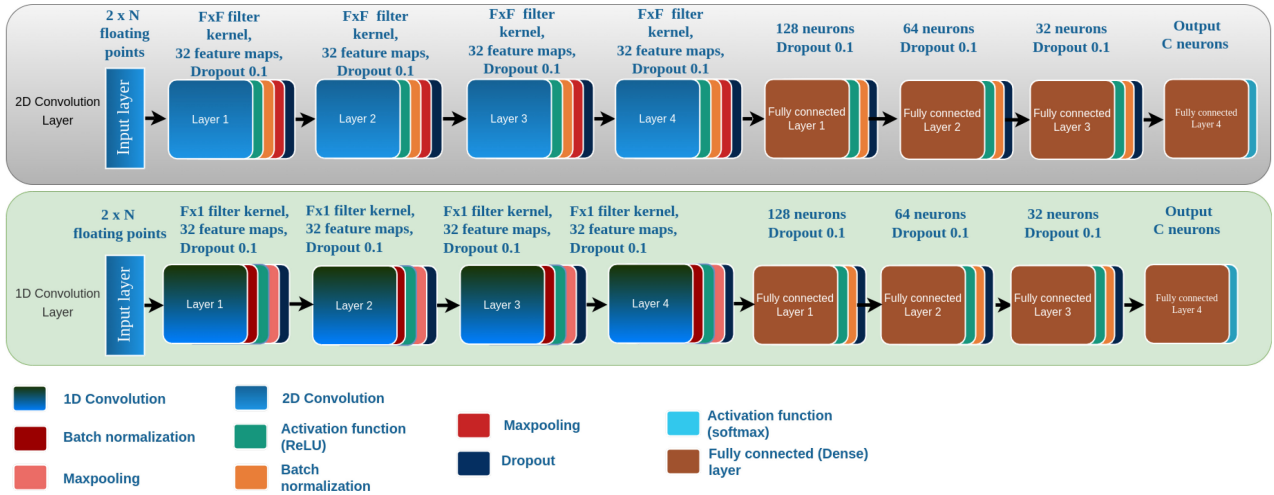 2 x N
floating
points
FxF filter
kernel,
32 feature maps,
Dropout 0.1
FxF filter
kernel,
32 feature maps,
Dropout 0.1
FxF filter
kernel,
32 feature maps,
Dropout 0.1
FxF filter
kernel,
32 feature maps,
Dropout 0.1
128 neurons
Dropout 0.1
64 neurons
Dropout 0.1
32 neurons
Dropout 0.1
Output
C neurons
2D Convolution
Layer
Input layer
Layer 1
Layer 2
Layer 3
Layer 4
Fully connected
Layer 1
Fully connected
Layer 2
Fully connected
Layer 3
Fully connected
Layer 4
2 x N
floating points
Fx1 filter kernel,
32 feature maps,
Dropout 0.1
Fx1 filter kernel,
32 feature maps,
Dropout 0.1
Fx1 filter kernel,
32 feature maps,
Dropout 0.1
Fx1 filter kernel,
32 feature maps,
Dropout 0.1
128 neurons
Dropout 0.1
64 neurons
Dropout 0.1
32 neurons
Dropout 0.1
Output
C neurons
1D Convolution
Layer
Input layer
Layer 1
Layer 2
Layer 3
Layer 4
Fully connected
Layer 1
Fully connected
Layer 2
Fully connected
Layer 3
Fully connected
Layer 4
1D Convolution
Batch normalization
Maxpooling
2D Convolution
Activation function
(ReLU)
Batch
normalization
Maxpooling
Dropout
Activation function
(softmax)
Fully connected (Dense)
layer